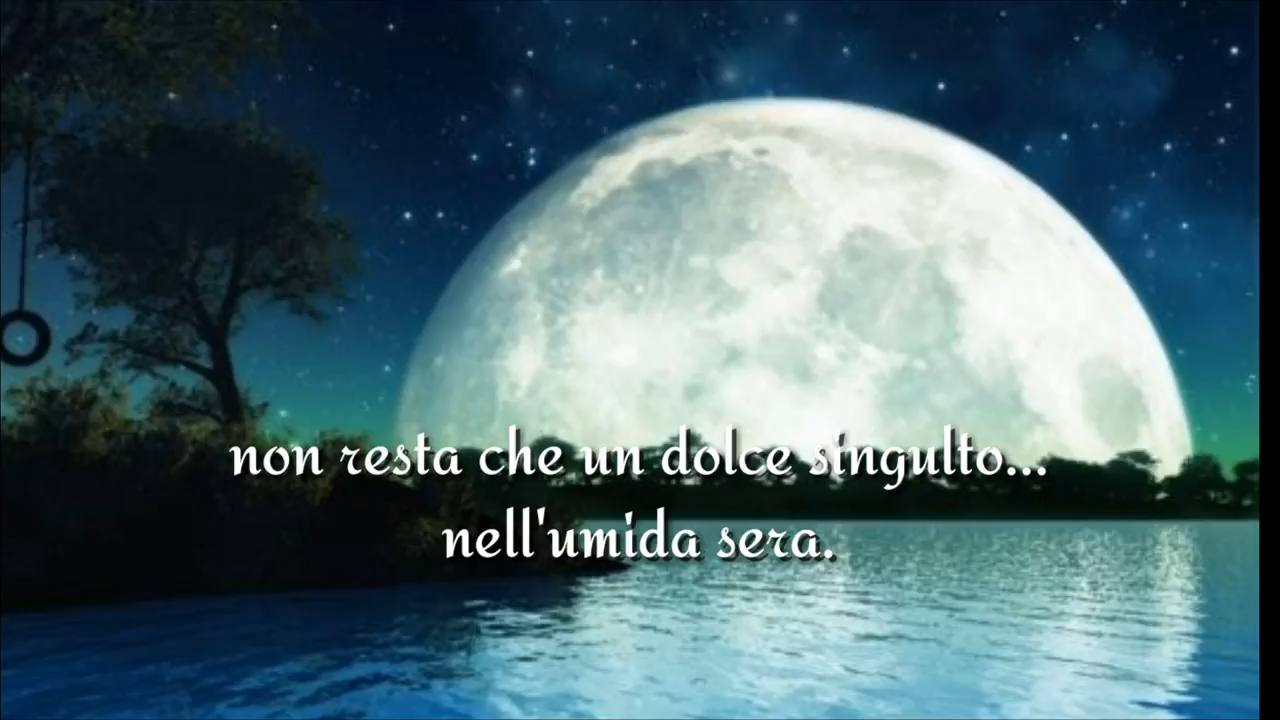 non resta che un dolce singulto...
nell'umida sera.